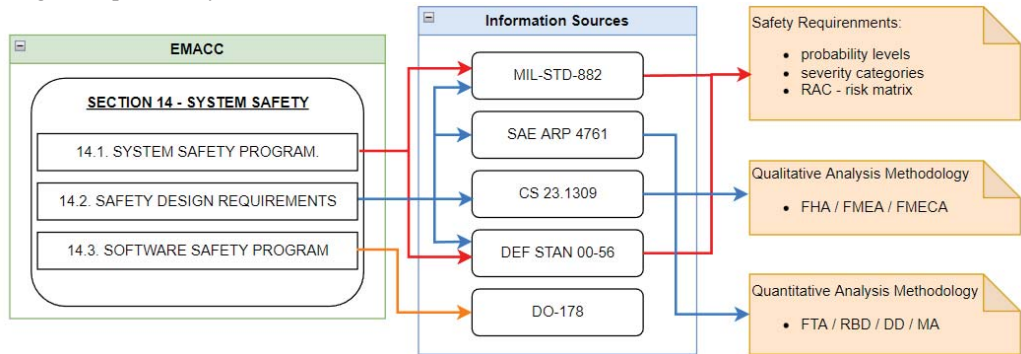 EMACC
SECTION 14 - SYSTEM SAFETY
14.1. SYSTEM SAFETY PROGRAM.
14.2. SAFETY DESIGN REQUIREMENTS
14.3. SOFTWARE SAFETY PROGRAM
Information Sources
MIL-STD-882
SAE ARP 4761
CS 23.1309
DEF STAN 00-56
DO-178
Safety Requirenments:
• probability levels
• severity categories
• RAC - risk matrix
Qualitative Analysis Methodology
• FHA / FMEA / FMECA
Quantitative Analysis Methodology
• FTA / RBD / DD / MA